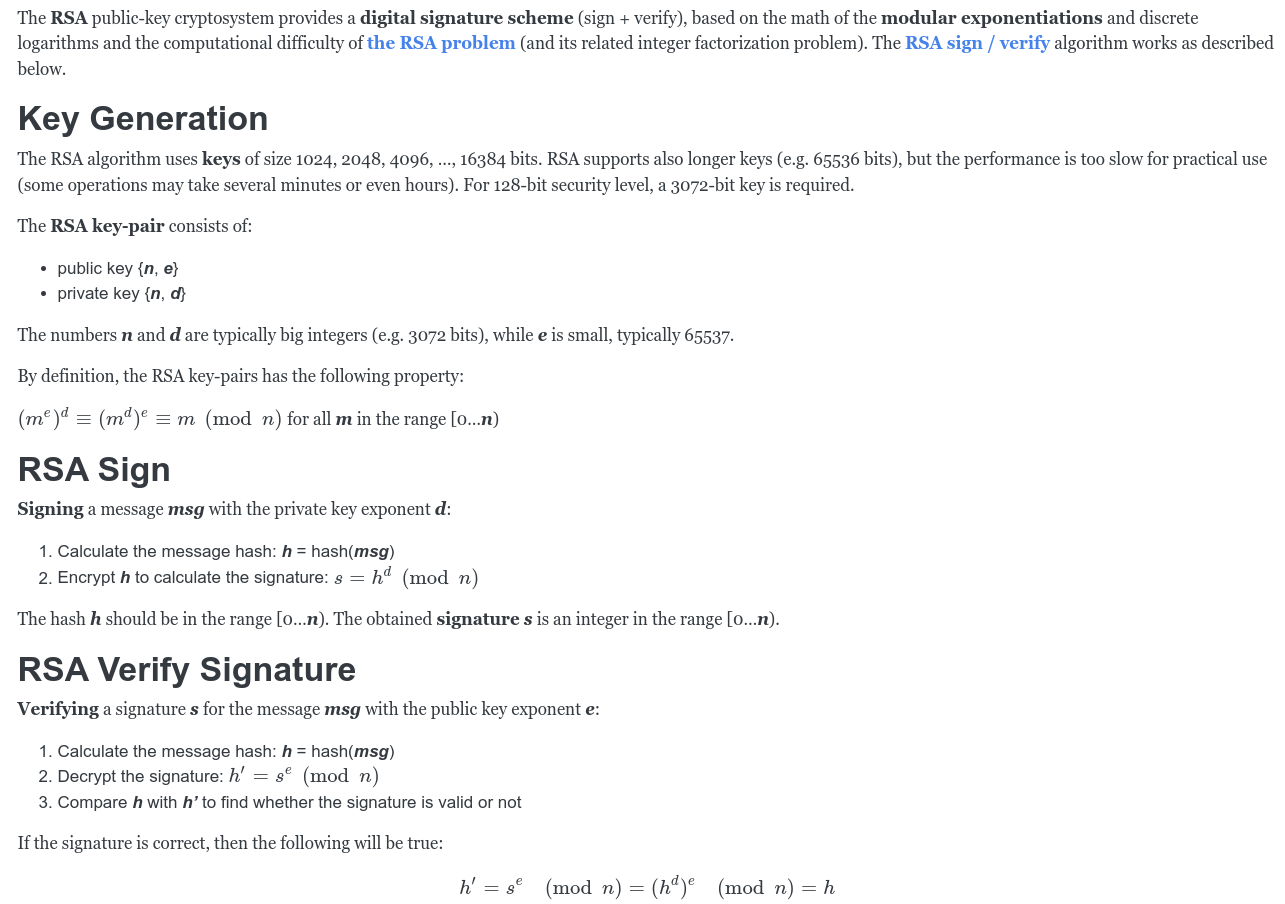 The RSA public-key cryptosystem provides a digital signature scheme (sign + verify), based on the math of the modular exponentiations and discrete
logarithms and the computational difficulty of the RSA problem (and its related integer factorization problem). The RSA sign / verify algorithm works as described
below.
Key Generation
The RSA algorithm uses keys of size 1024, 2048, 4096, ..., 16384 bits. RSA supports also longer keys (e.g. 65536 bits), but the performance is too slow for practical use
(some operations may take several minutes or even hours). For 128-bit security level, a 3072-bit key is required.
The RSA key-pair consists of:
• public key {n, e}
• private key {n, d}
The numbers n and d are typically big integers (e.g. 3072 bits), while e is small, typically 65537.
By definition, the RSA key-pairs has the following property:
(m^e)^d ≡ (m^d)^e ≡ m (mod n) for all m in the range [0...n)
RSA Sign
Signing a message msg with the private key exponent d:
1. Calculate the message hash: h = hash(msg)
2. Encrypt h to calculate the signature: s = h^d (mod n)
The hash h should be in the range [0...n). The obtained signature s is an integer in the range [0...n).
RSA Verify Signature
Verifying a signature s for the message msg with the public key exponent e:
1. Calculate the message hash: h = hash(msg)
2. Decrypt the signature: h′ = s^e (mod n)
3. Compare h with h' to find whether the signature is valid or not
If the signature is correct, then the following will be true:
h′ = s^e (mod n) = (h^d)^e (mod n) = h